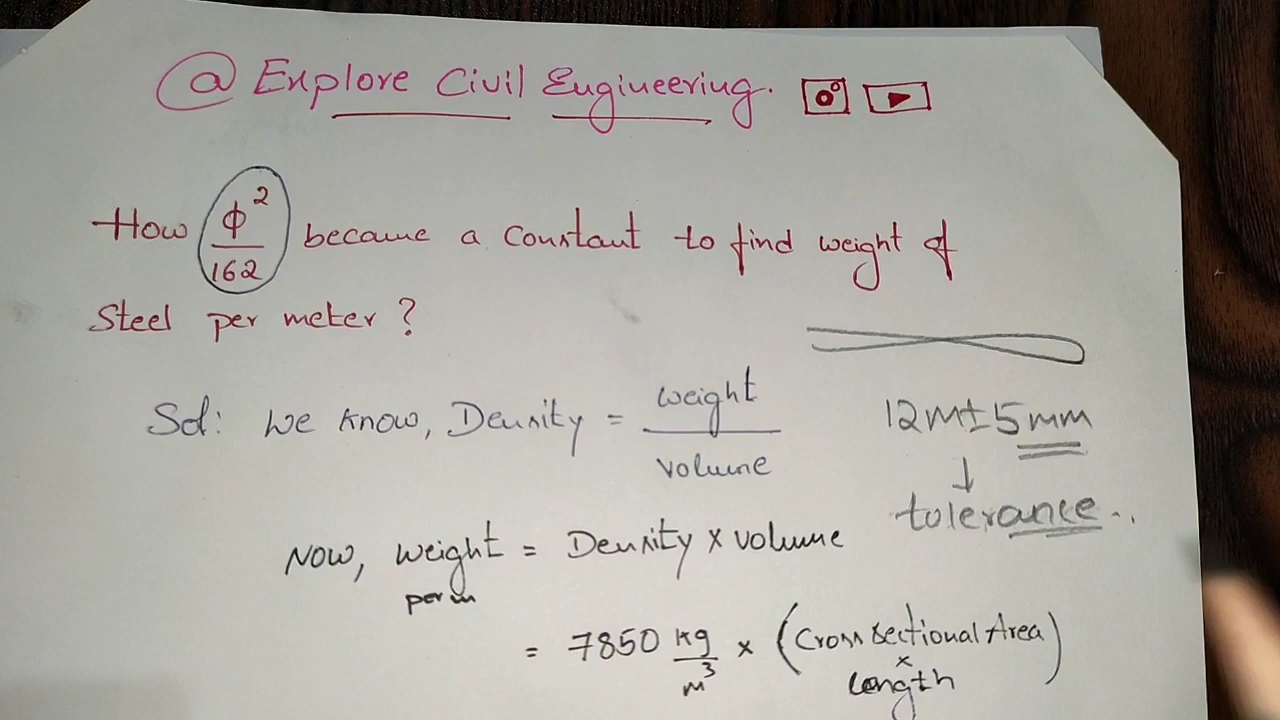 @ Explore Civil Engineering.
How ϕ²/162 became a constant to find weight of
Steel per meter ?
Sol: We know, Density = weight / volume
12M±5mm
↓
tolerance..
Now, weight = Density x volume
per m
= 7850 kg/m³ x (Cross sectional Area
x
Length)